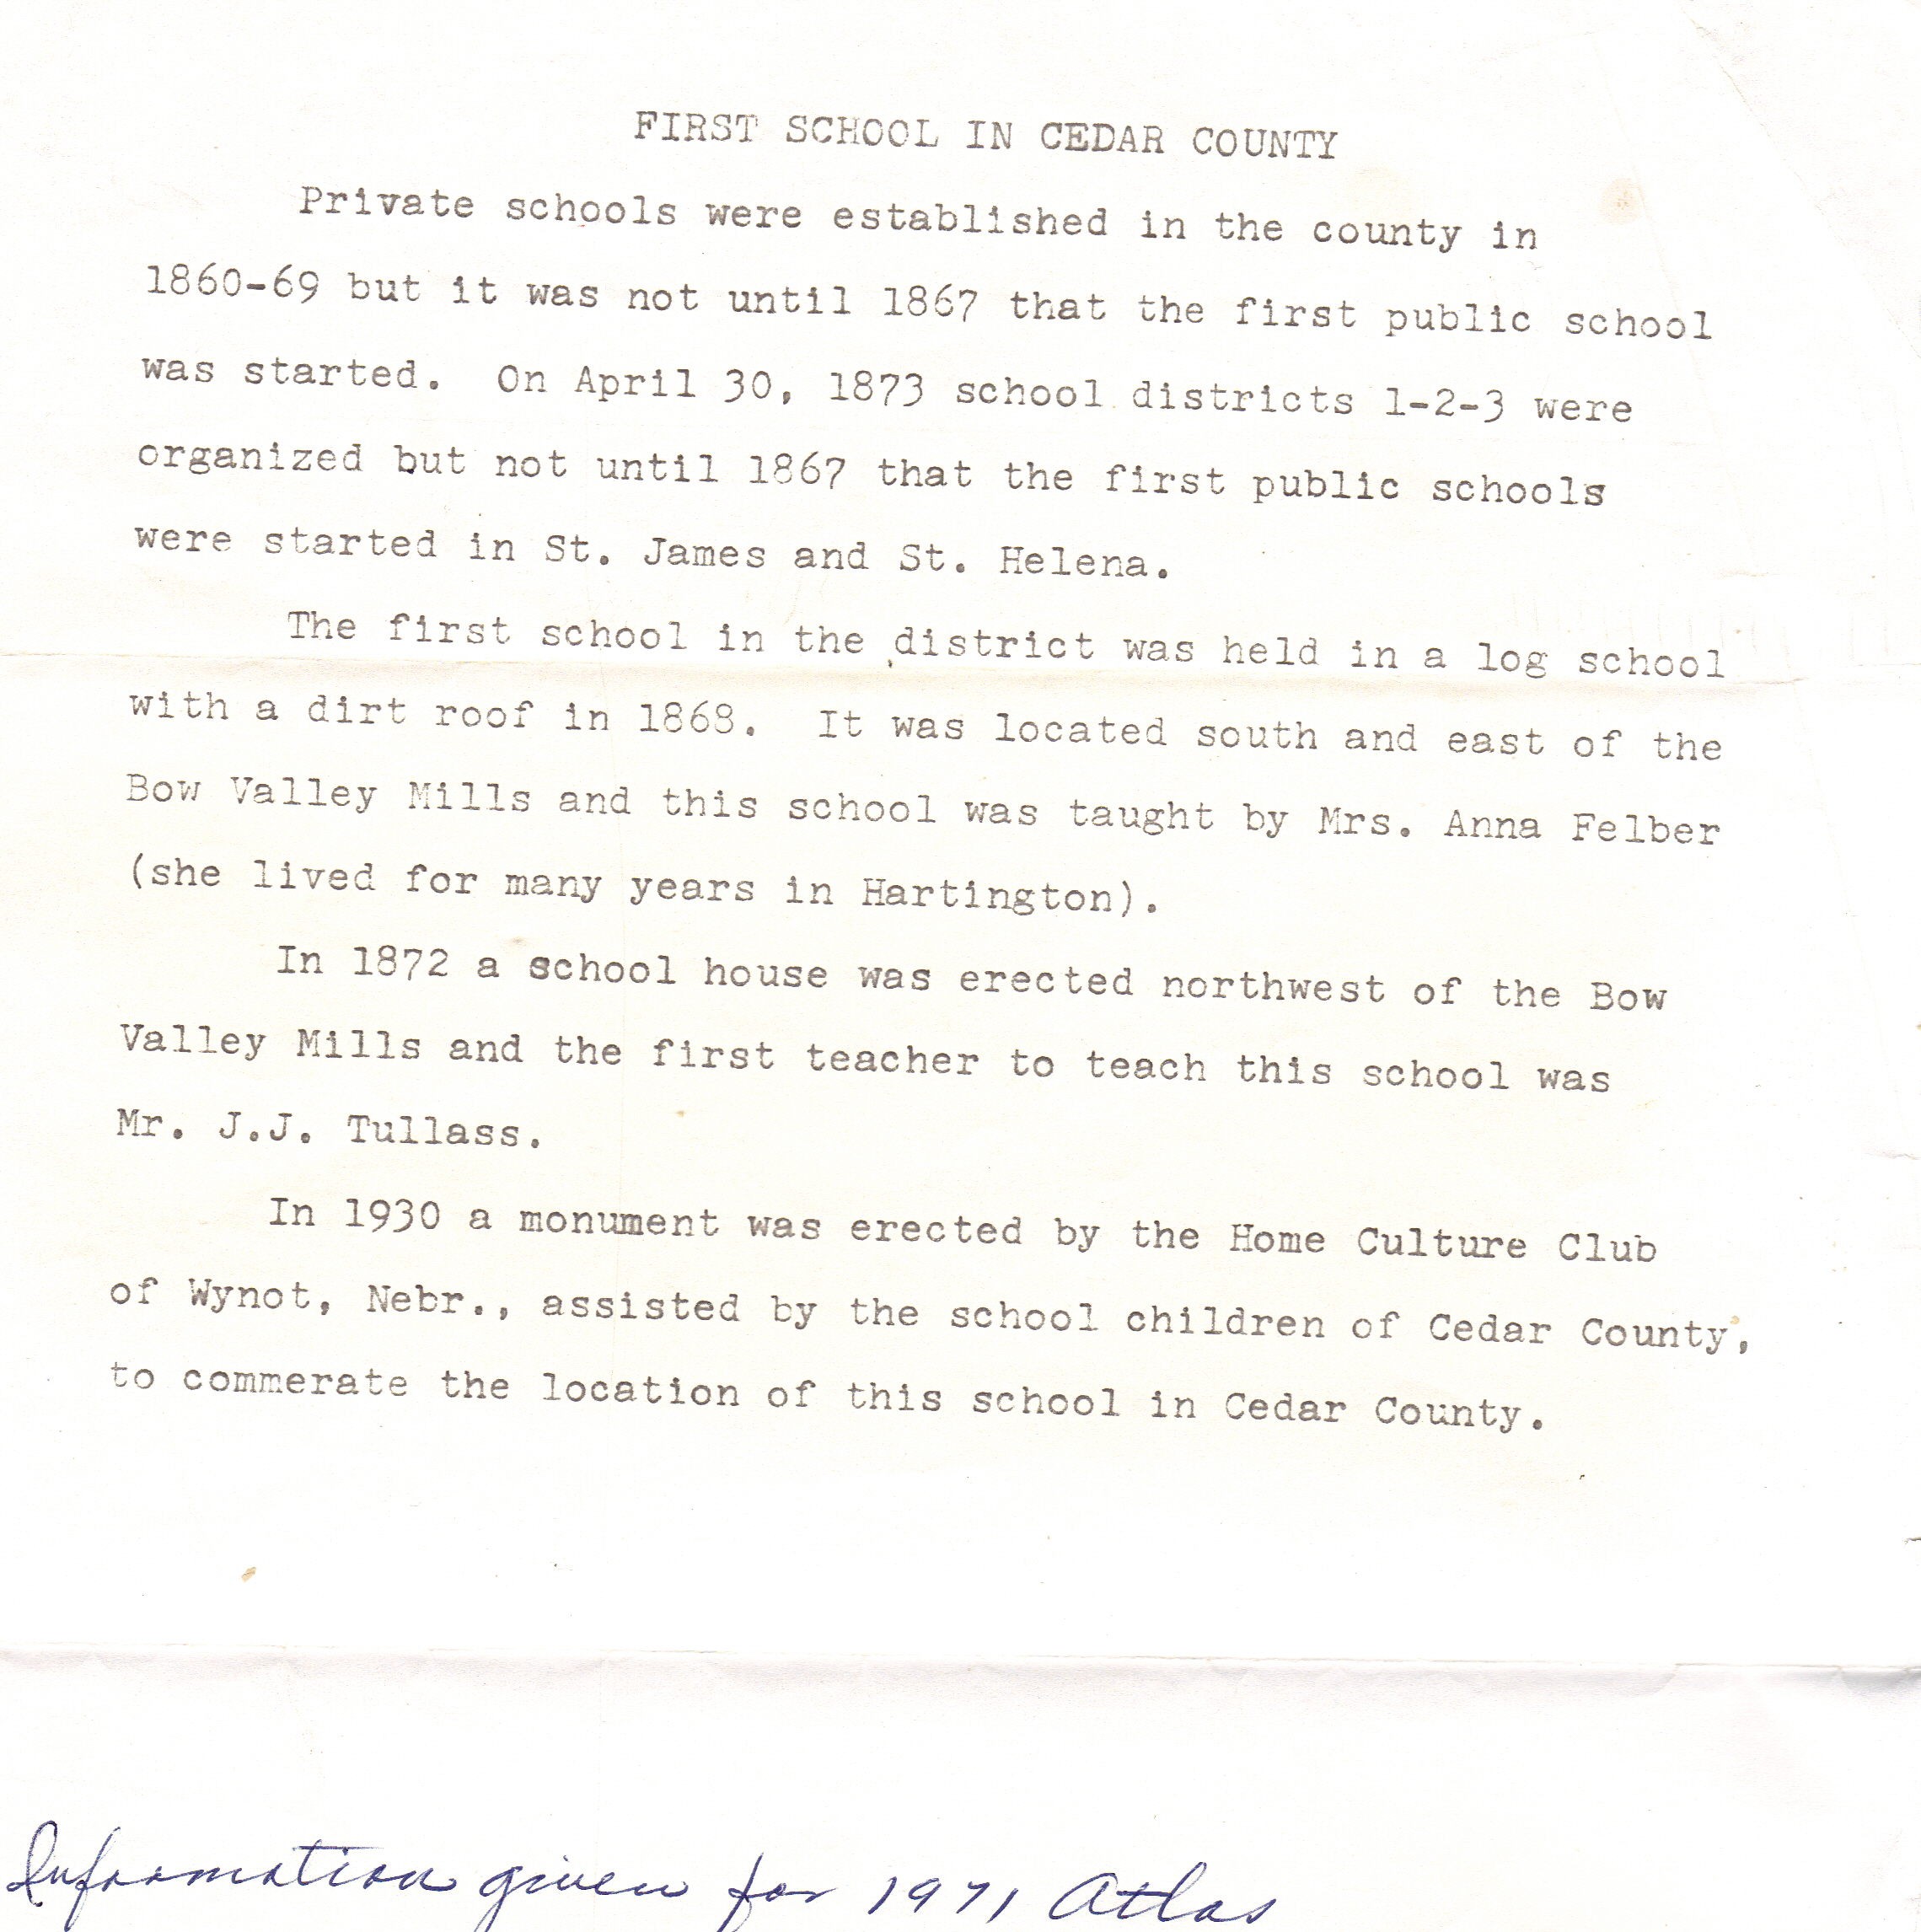 FIRST SCHOOL IN CEDAR COUNTY
Private schools were established in the county in
1860-69 but it was not until 1867 that the first public school
was started. On April 30, 1873 school districts 1-2-3 were
organized but not until 1867 that the first public schools
were started in St. James and St. Helena.
The first school in the district was held in a log school
with a dirt roof in 1868. It was located south and east of the
Bow Valley Mills and this school was taught by Mrs. Anna Felber
(she lived for many years in Hartington).
In 1872 a school house was erected northwest of the Bow
Valley Mills and the first teacher to teach this school was
Mr. J.J. Tullass.
In 1930 a monument was erected by the Home Culture Club
of Wynot, Nebr., assisted by the school children of Cedar County,
to commerate the location of this school in Cedar County.
Information given for 1971 Atlas